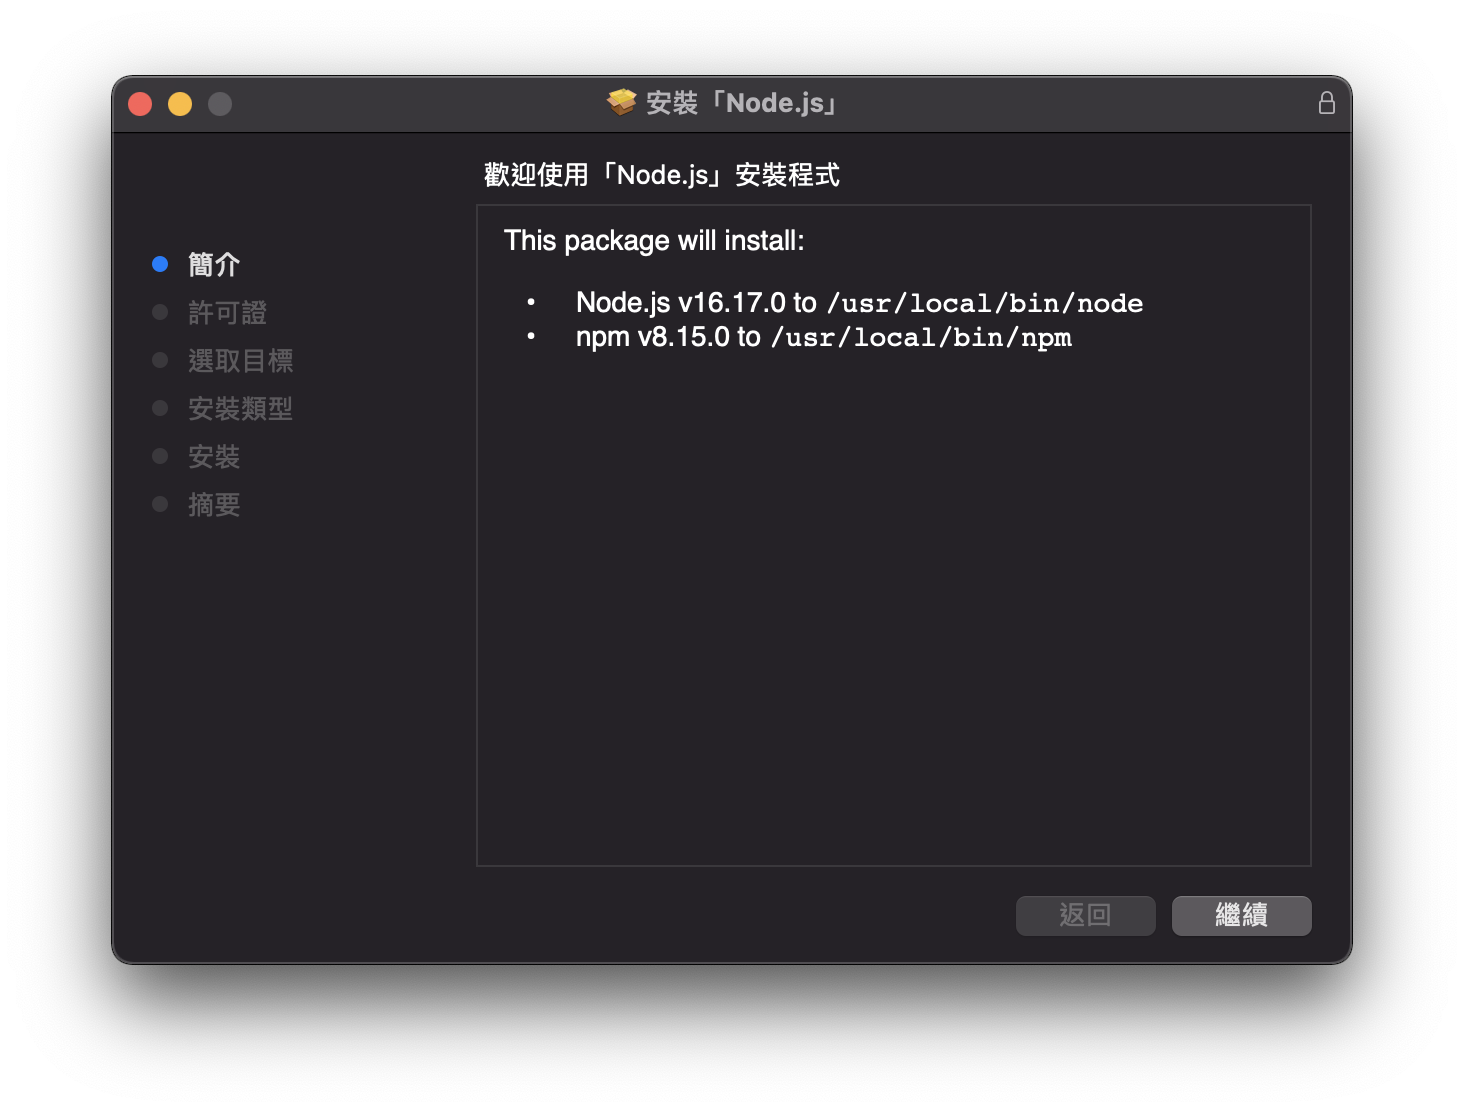 安裝「Node.js」
歡迎使用「Node.js」安裝程式
簡介
許可證
選取目標
安裝類型
安裝
摘要
This package will install:
• Node.js v16.17.0 to /usr/local/bin/node
• npm v8.15.0 to /usr/local/bin/npm
返回
繼續